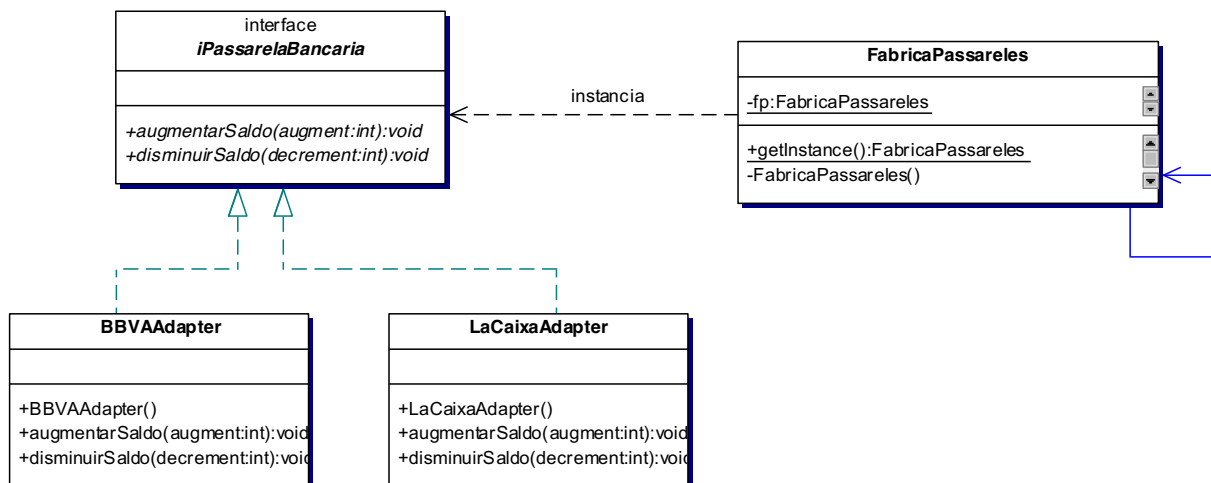 interface
iPassarelaBancaria
+augmentarSaldo(augment:int):void
+disminuirSaldo(decrement:int):void
instancia
FabricaPassareles
-fp:FabricaPassareles
+getInstance():FabricaPassareles
-FabricaPassareles()
BBVAAdapter
+BBVAAdapter()
+augmentarSaldo(augment:int):void
+disminuirSaldo(decrement:int):void
LaCaixaAdapter
+LaCaixaAdapter()
+augmentarSaldo(augment:int):void
+disminuirSaldo(decrement:int):void